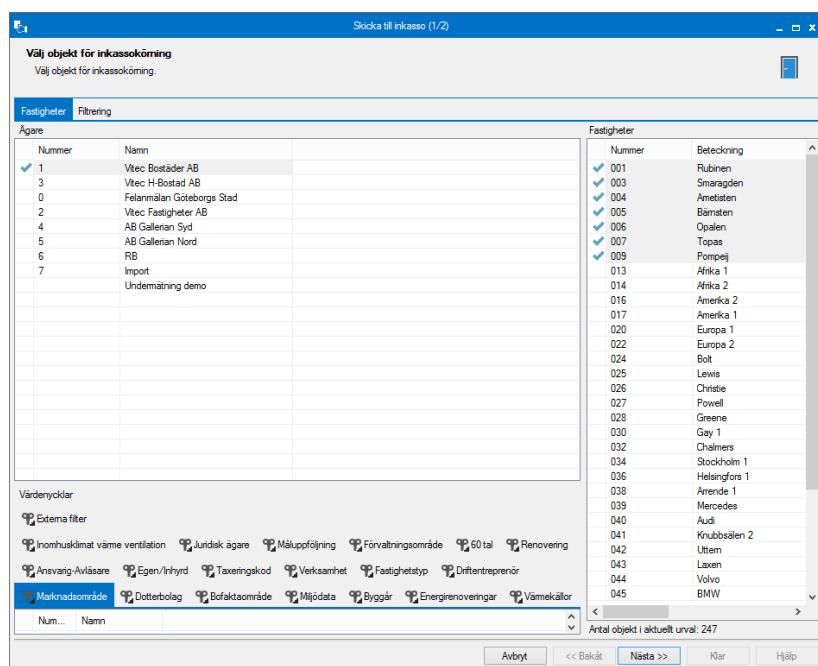 Skicka till inkasso (1/2)
Välj objekt för inkassokörning
Välj objekt för inkassokörning.
Fastigheter Filtrering
Ägare
Nummer Namn
1 Vitec Bostäder AB
3 Vitec H-Bostad AB
0 Felanmälan Göteborgs Stad
2 Vitec Fastigheter AB
4 AB Gallerian Syd
5 AB Gallerian Nord
6 RB
7 Import
Undermätning demo
Fastigheter
Nummer Beteckning
001 Rubinen
003 Smaragden
004 Ametisten
005 Bärnsten
006 Opalen
007 Topas
009 Pompeij
013 Afrika 1
014 Afrika 2
016 Amerika 2
017 Amerika 1
020 Europa 1
022 Europa 2
024 Bolt
025 Lewis
026 Christie
027 Powell
028 Greene
030 Gay 1
032 Chalmers
034 Stockholm 1
036 Helsingfors 1
038 Arrende 1
039 Mercedes
040 Audi
041 Knubbsälen 2
042 Uttern
043 Laxen
044 Volvo
045 BMW
Antal objekt i aktuellt urval: 247
Värdenycklar
Externa filter
Inomhusklimat värme ventilation Juridisk ägare Måluppföljning Förvaltningsområde 60 tal Renovering
Ansvarig-Avläsare Egen/Inhyrd Taxeringskod Verksamhet Fastighetstyp Driftentreprenör
Marknadsområde Dotterbolag Bofaktaområde Miljödata Byggår Energirenoveringar Värmekällor
Num... Namn
Avbryt << Bakåt Nästa >> Klar Hjälp